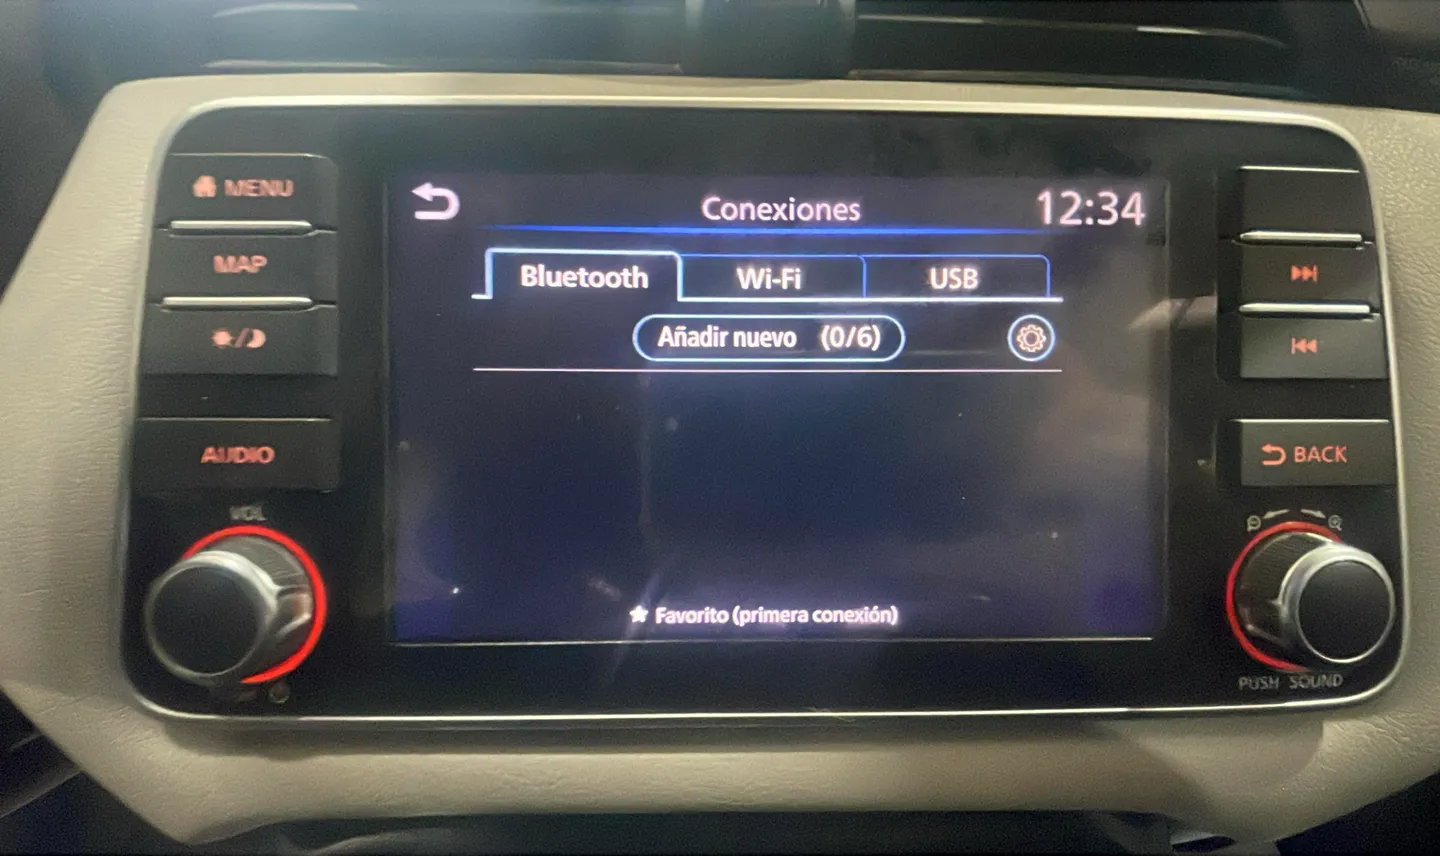 MENU
MAP
AUDIO
VOL
Conexiones
12:34
Bluetooth
Wi-Fi
USB
Añadir nuevo (0/6)
Favorito (primera conexión)
BACK
PUSH SOUND